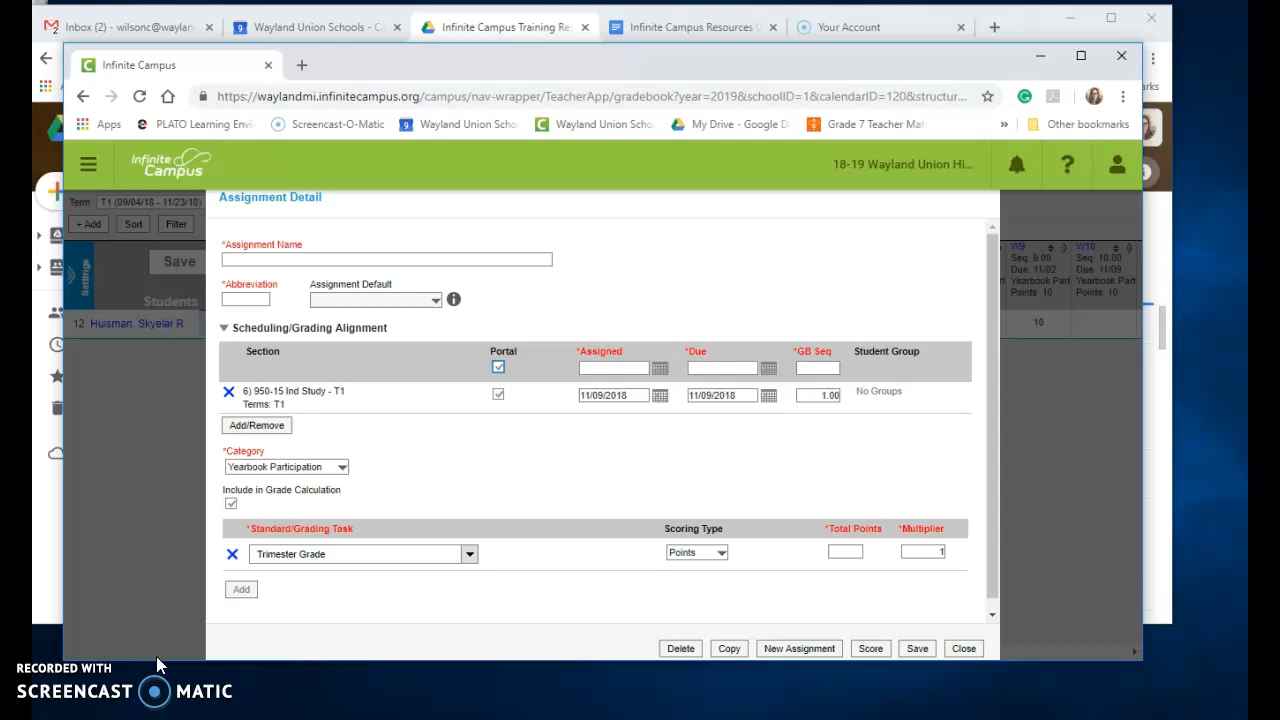 Inbox (2) - wilsonc@waylan
Wayland Union Schools - Ca
Infinite Campus Training Re
Infinite Campus Resources
Your Account
Infinite Campus
https://waylandmi.infinitecampus.org/campus/nav-wrapper/TeacherApp/gradebook?year=2019&schoolID=1&calendarID=120&structur...
Apps
PLATO Learning Envi
Screencast-O-Matic
Wayland Union Scho
Wayland Union Scho
My Drive - Google D
Grade 7 Teacher Mat
»
Other bookmarks
Infinite Campus
18-19 Wayland Union Hi...
Term T1 (09/04/18 - 11/23/18)
+ Add Sort Filter
Settings
Save
Students
12 Huisman, Skyelar R
Assignment Detail
*Assignment Name
*Abbreviation Assignment Default
Scheduling/Grading Alignment
Section Portal *Assigned *Due *GB Seq Student Group
6) 950-15 Ind Study - T1 11/09/2018 11/09/2018 1.00 No Groups
Terms: T1
Add/Remove
*Category
Yearbook Participation
Include in Grade Calculation
*Standard/Grading Task Scoring Type *Total Points *Multiplier
Trimester Grade Points 1
Add
Delete Copy New Assignment Score Save Close
W9 W10
Seq: 9.00 Seq: 10.00
Due: 11/02 Due: 11/09
Yearbook Part Yearbook Part
Points: 10 Points: 10
10
RECORDED WITH
SCREENCAST MATIC